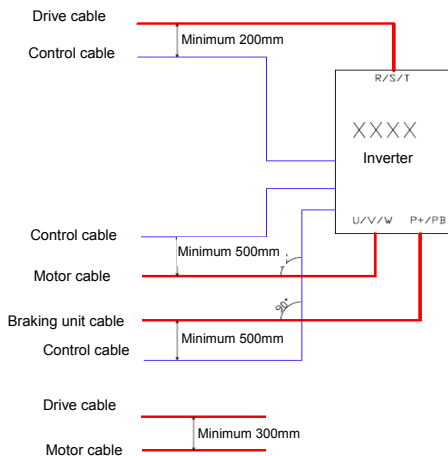 Drive cable
Minimum 200mm
Control cable
R/S/T
XXXX
Inverter
U/V/W P+/PB
Control cable
Minimum 500mm
Motor cable
Braking unit cable
90°
Minimum 500mm
Control cable
Drive cable
Minimum 300mm
Motor cable